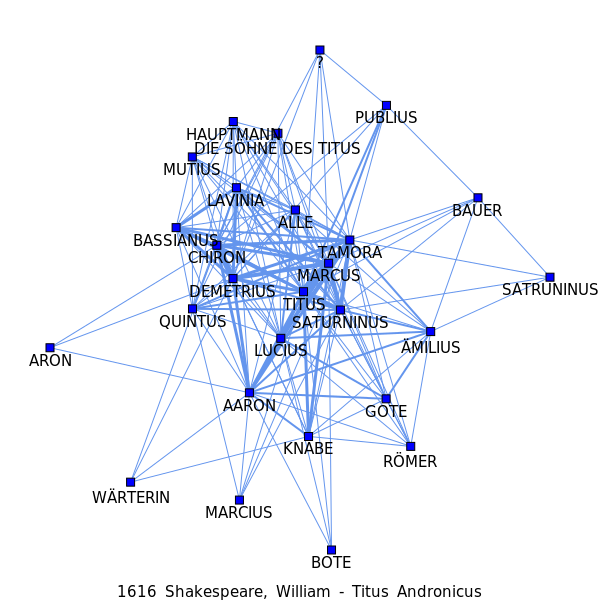 ?
PUBLIUS
HAUPTMANN
DIE SÖHNE DES TITUS
MUTIUS
LAVINIA
BAUER
ALLE
BASSIANUS
TAMORA
CHIRON
MARCUS
DEMETRIUS
SATRUNINUS
TITUS
QUINTUS
SATURNINUS
LUCIUS
ÄMILIUS
ARON
AARON
GOTE
KNABE
RÖMER
WÄRTERIN
MARCIUS
BOTE
1616 Shakespeare, William - Titus Andronicus